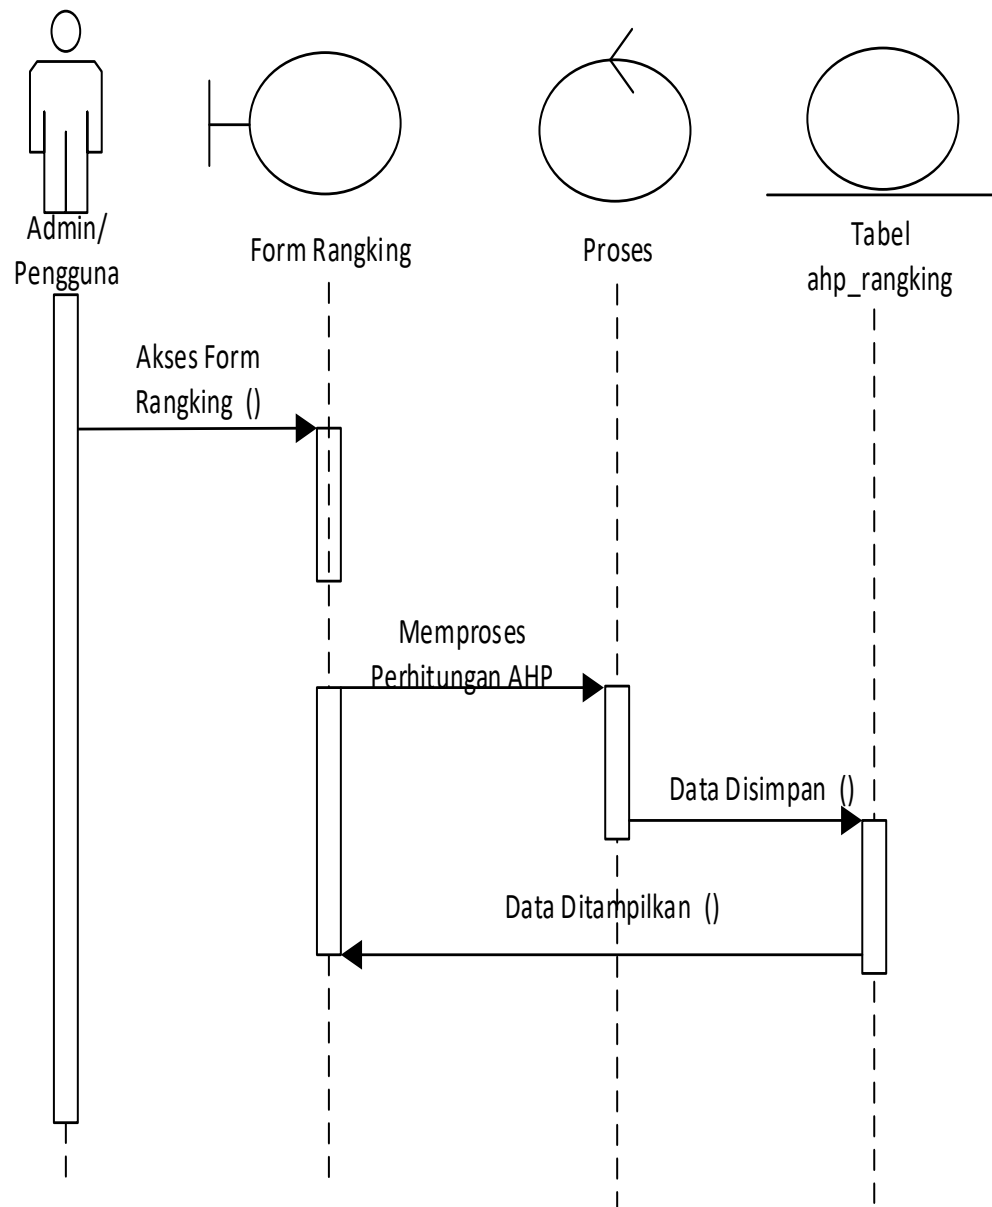 Admin/
Pengguna
Form Rangking
Proses
Tabel
ahp_rangking
Akses Form
Rangking ()
Memproses
Perhitungan AHP
Data Disimpan ()
Data Ditampilkan ()